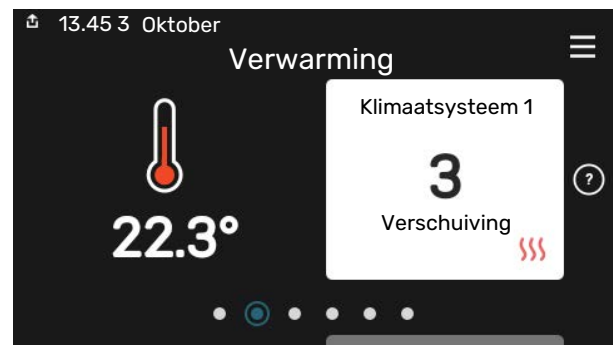 13.45 3 Oktober
Verwarming
Klimaatsysteem 1
3
Verschuiving
22.3°
?